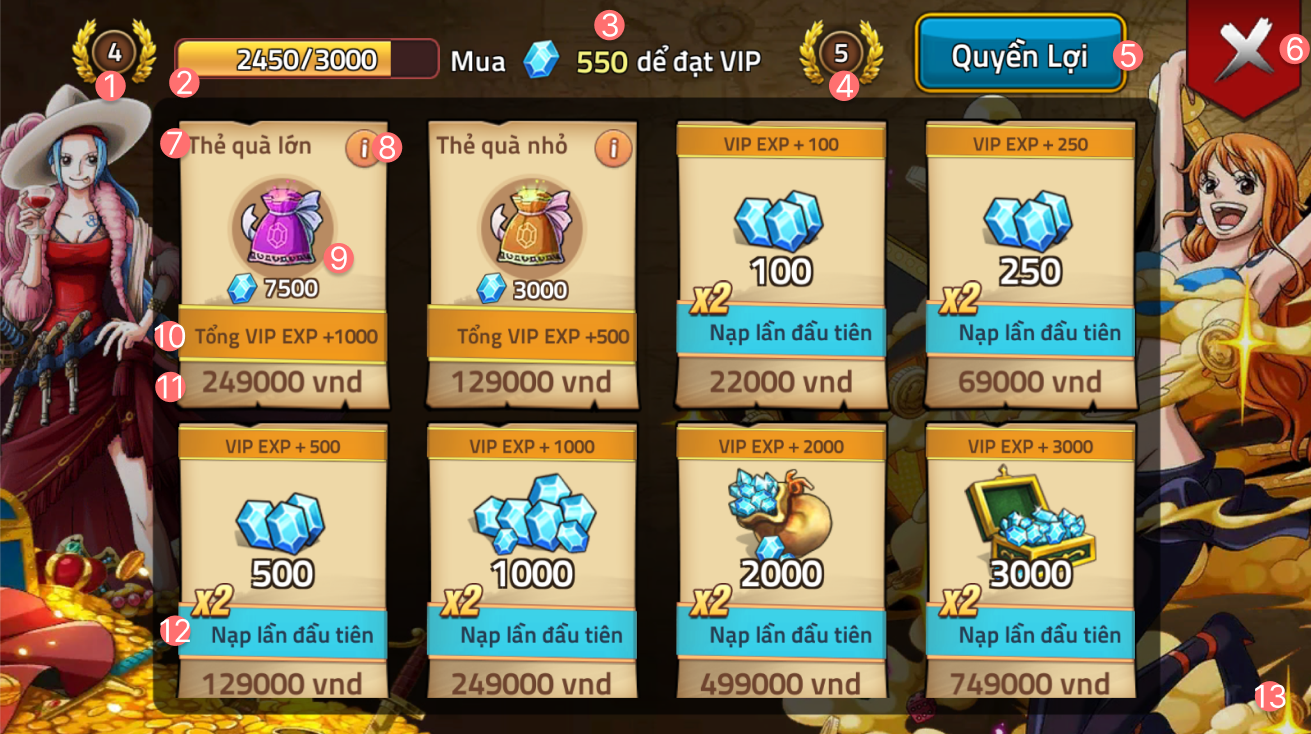 4
1
2450/3000
2
Mua 550 dể đạt VIP
3
5
4
Quyền Lợi
5
6
7
Thẻ quà lớn
i
8
9
7500
10
Tổng VIP EXP +1000
11
249000 vnd
Thẻ quà nhỏ
i
3000
Tổng VIP EXP +500
129000 vnd
VIP EXP + 100
100
x2
Nạp lần đầu tiên
22000 vnd
VIP EXP + 250
250
x2
Nạp lần đầu tiên
69000 vnd
VIP EXP + 500
500
x2
12
Nạp lần đầu tiên
129000 vnd
VIP EXP + 1000
1000
x2
Nạp lần đầu tiên
249000 vnd
VIP EXP + 2000
2000
x2
Nạp lần đầu tiên
499000 vnd
VIP EXP + 3000
3000
x2
Nạp lần đầu tiên
749000 vnd
13